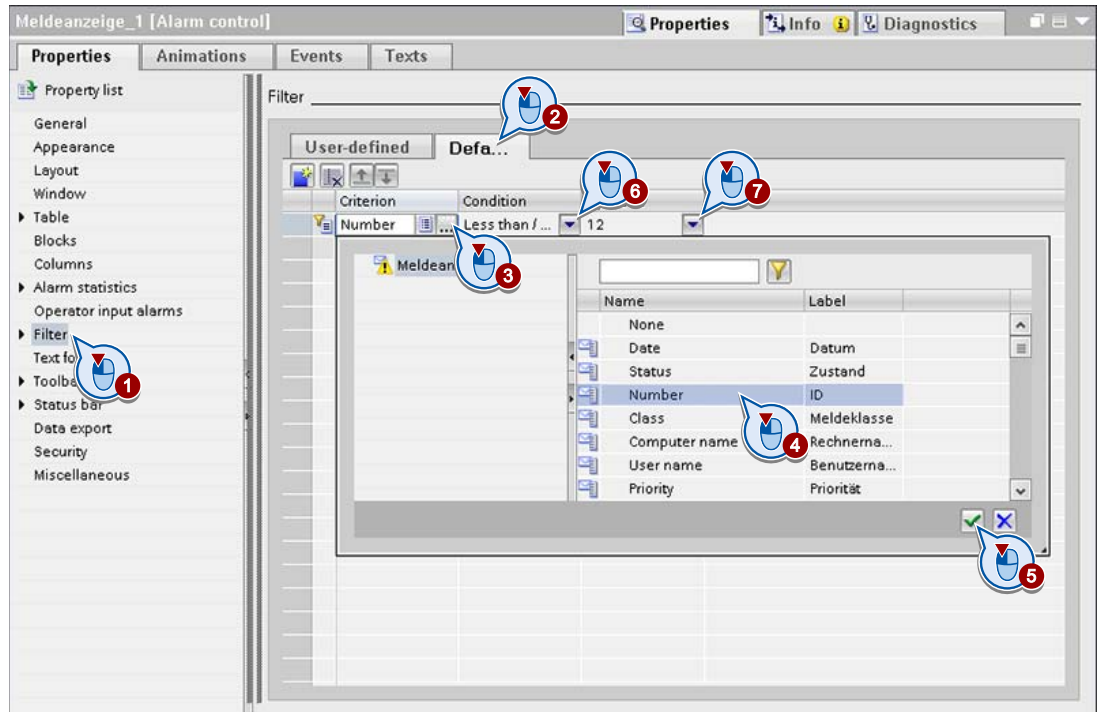 Meldeanzeige_1 [Alarm control]
Properties
Info
Diagnostics
Properties
Animations
Events
Texts
Property list
General
Appearance
Layout
Window
Table
Blocks
Columns
Alarm statistics
Operator input alarms
Filter
Text fo
Toolba
Status bar
Data export
Security
Miscellaneous
Filter
User-defined
Defa...
Criterion
Condition
Number
...
Less than / ...
12
Meldean
Name
Label
None
Date
Datum
Status
Zustand
Number
ID
Class
Meldeklasse
Computer name
Rechnerna...
User name
Benutzerna...
Priority
Priorität
1
2
3
4
5
6
7